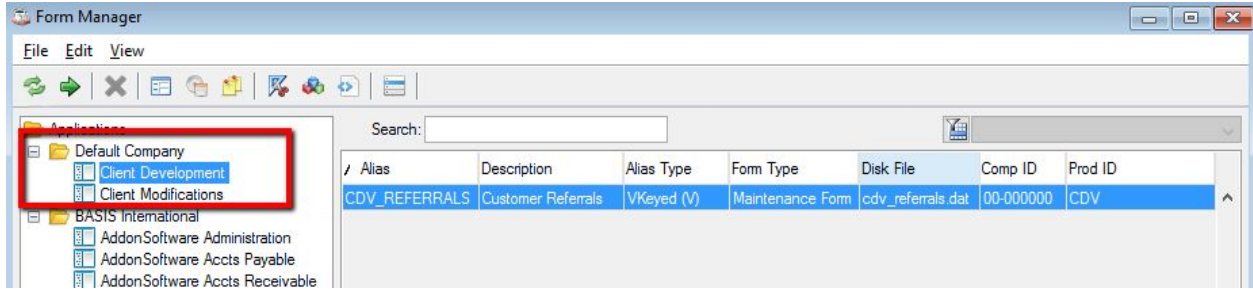 Form Manager
File Edit View
Applications
Default Company
Client Development
Client Modifications
BASIS International
AddonSoftware Administration
AddonSoftware Accts Payable
AddonSoftware Accts Receivable
Search:
/ Alias Description Alias Type Form Type Disk File Comp ID Prod ID
CDV_REFERRALS Customer Referrals VKeyed (V) Maintenance Form cdv_referrals.dat 00-000000 CDV